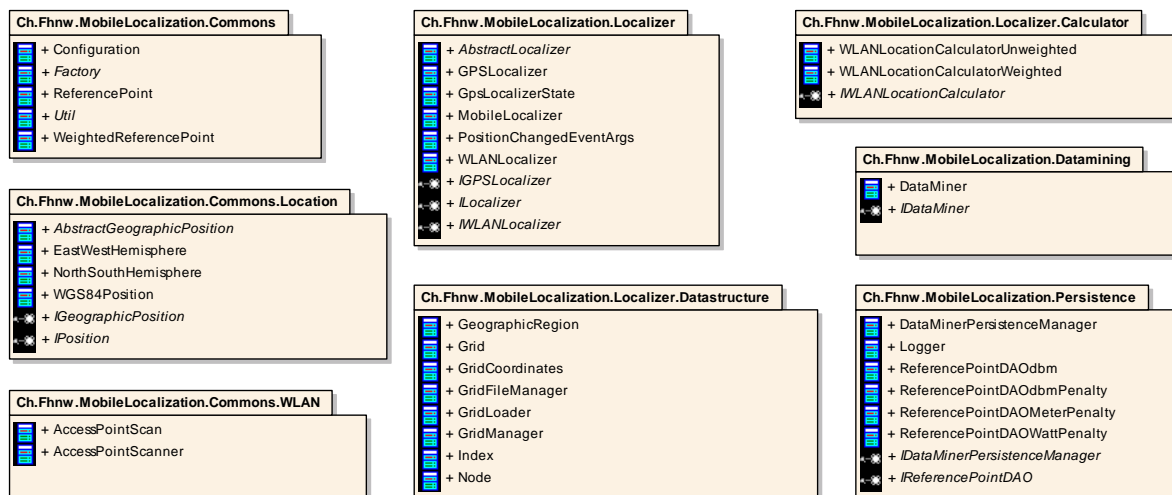 Ch.Fhnw.MobileLocalization.Commons
+ Configuration
+ Factory
+ ReferencePoint
+ Util
+ WeightedReferencePoint
Ch.Fhnw.MobileLocalization.Commons.Location
+ AbstractGeographicPosition
+ EastWestHemisphere
+ NorthSouthHemisphere
+ WGS84Position
+ IGeographicPosition
+ IPosition
Ch.Fhnw.MobileLocalization.Commons.WLAN
+ AccessPointScan
+ AccessPointScanner
Ch.Fhnw.MobileLocalization.Localizer
+ AbstractLocalizer
+ GPSLocalizer
+ GpsLocalizerState
+ MobileLocalizer
+ PositionChangedEventArgs
+ WLANLocalizer
+ IGPSLocalizer
+ ILocalizer
+ IWLANLocalizer
Ch.Fhnw.MobileLocalization.Localizer.Datastructure
+ GeographicRegion
+ Grid
+ GridCoordinates
+ GridFileManager
+ GridLoader
+ GridManager
+ Index
+ Node
Ch.Fhnw.MobileLocalization.Localizer.Calculator
+ WLANLocationCalculatorUnweighted
+ WLANLocationCalculatorWeighted
+ IWLANLocationCalculator
Ch.Fhnw.MobileLocalization.Datamining
+ DataMiner
+ IDataMiner
Ch.Fhnw.MobileLocalization.Persistence
+ DataMinerPersistenceManager
+ Logger
+ ReferencePointDAOdbm
+ ReferencePointDAOdbmPenalty
+ ReferencePointDAOMeterPenalty
+ ReferencePointDAOWattPenalty
+ IDataMinerPersistenceManager
+ IReferencePointDAO